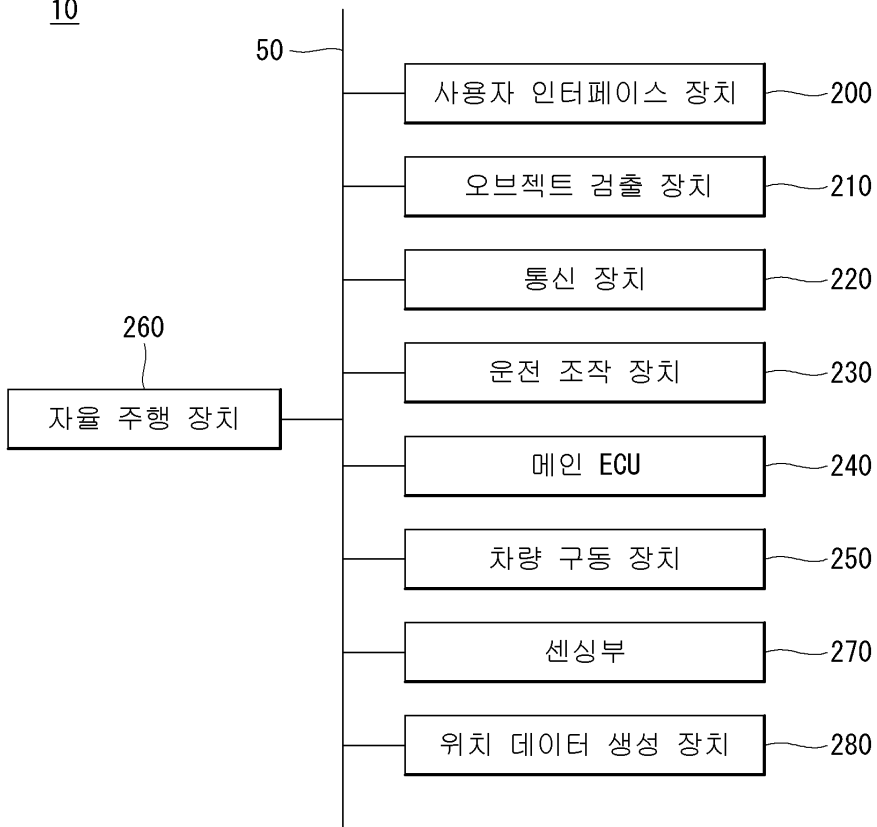 10
50
사용자 인터페이스 장치 200
오브젝트 검출 장치 210
통신 장치 220
260
운전 조작 장치 230
자율 주행 장치
메인 ECU 240
차량 구동 장치 250
센싱부 270
위치 데이터 생성 장치 280